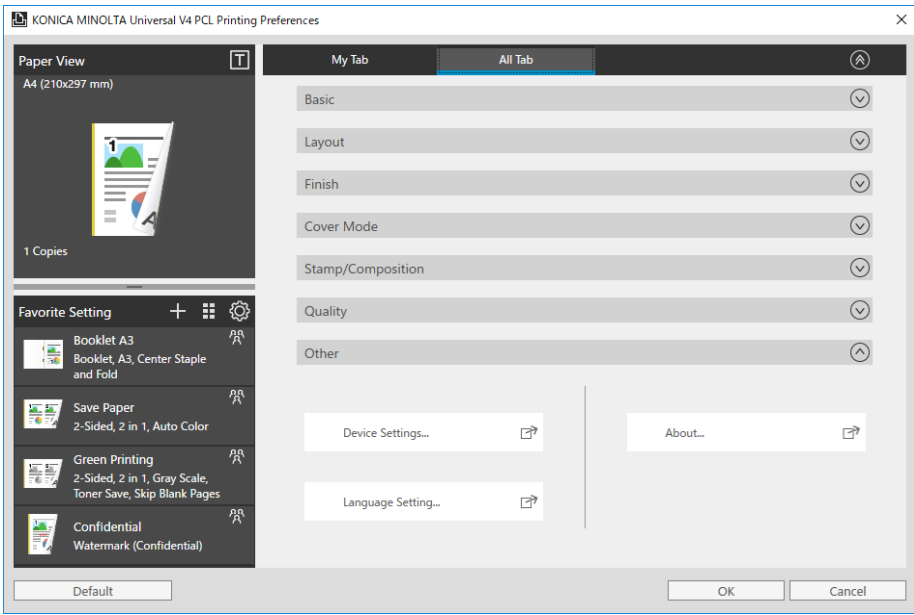 KONICA MINOLTA Universal V4 PCL Printing Preferences
Paper View
T
A4 (210x297 mm)
1
A
1 Copies
Favorite Setting
Booklet A3
Booklet, A3, Center Staple
and Fold
Save Paper
2-Sided, 2 in 1, Auto Color
Green Printing
2-Sided, 2 in 1, Gray Scale,
Toner Save, Skip Blank Pages
Confidential
Watermark (Confidential)
My Tab
All Tab
Basic
Layout
Finish
Cover Mode
Stamp/Composition
Quality
Other
Device Settings...
About...
Language Setting...
Default
OK
Cancel